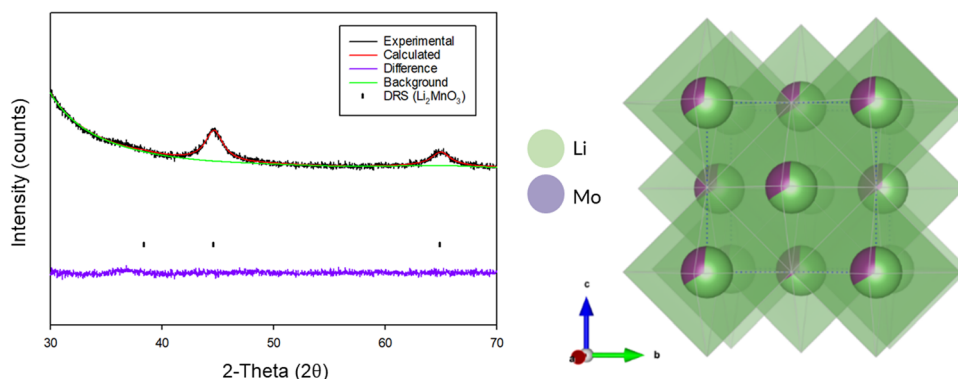 Experimental
Calculated
Difference
Background
DRS (Li₂MnO₃)
Intensity (counts)
30 40 50 60 70
2-Theta (2θ)
Li
Mo
c
a
b